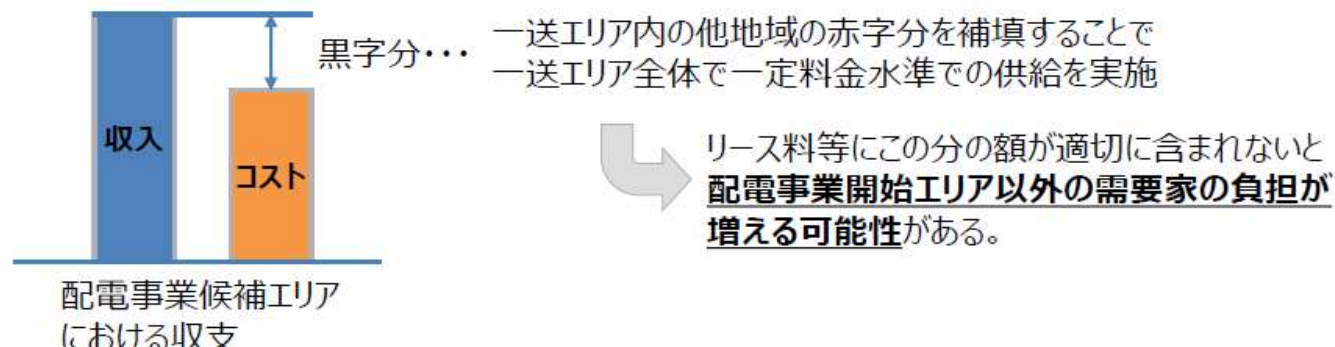 黒字分・・・
一送エリア内の他地域の赤字分を補填することで
一送エリア全体で一定料金水準での供給を実施
収入
コスト
リース料等にこの分の額が適切に含まれないと
配電事業開始エリア以外の需要家の負担が
増える可能性がある。
配電事業候補エリア
における収支